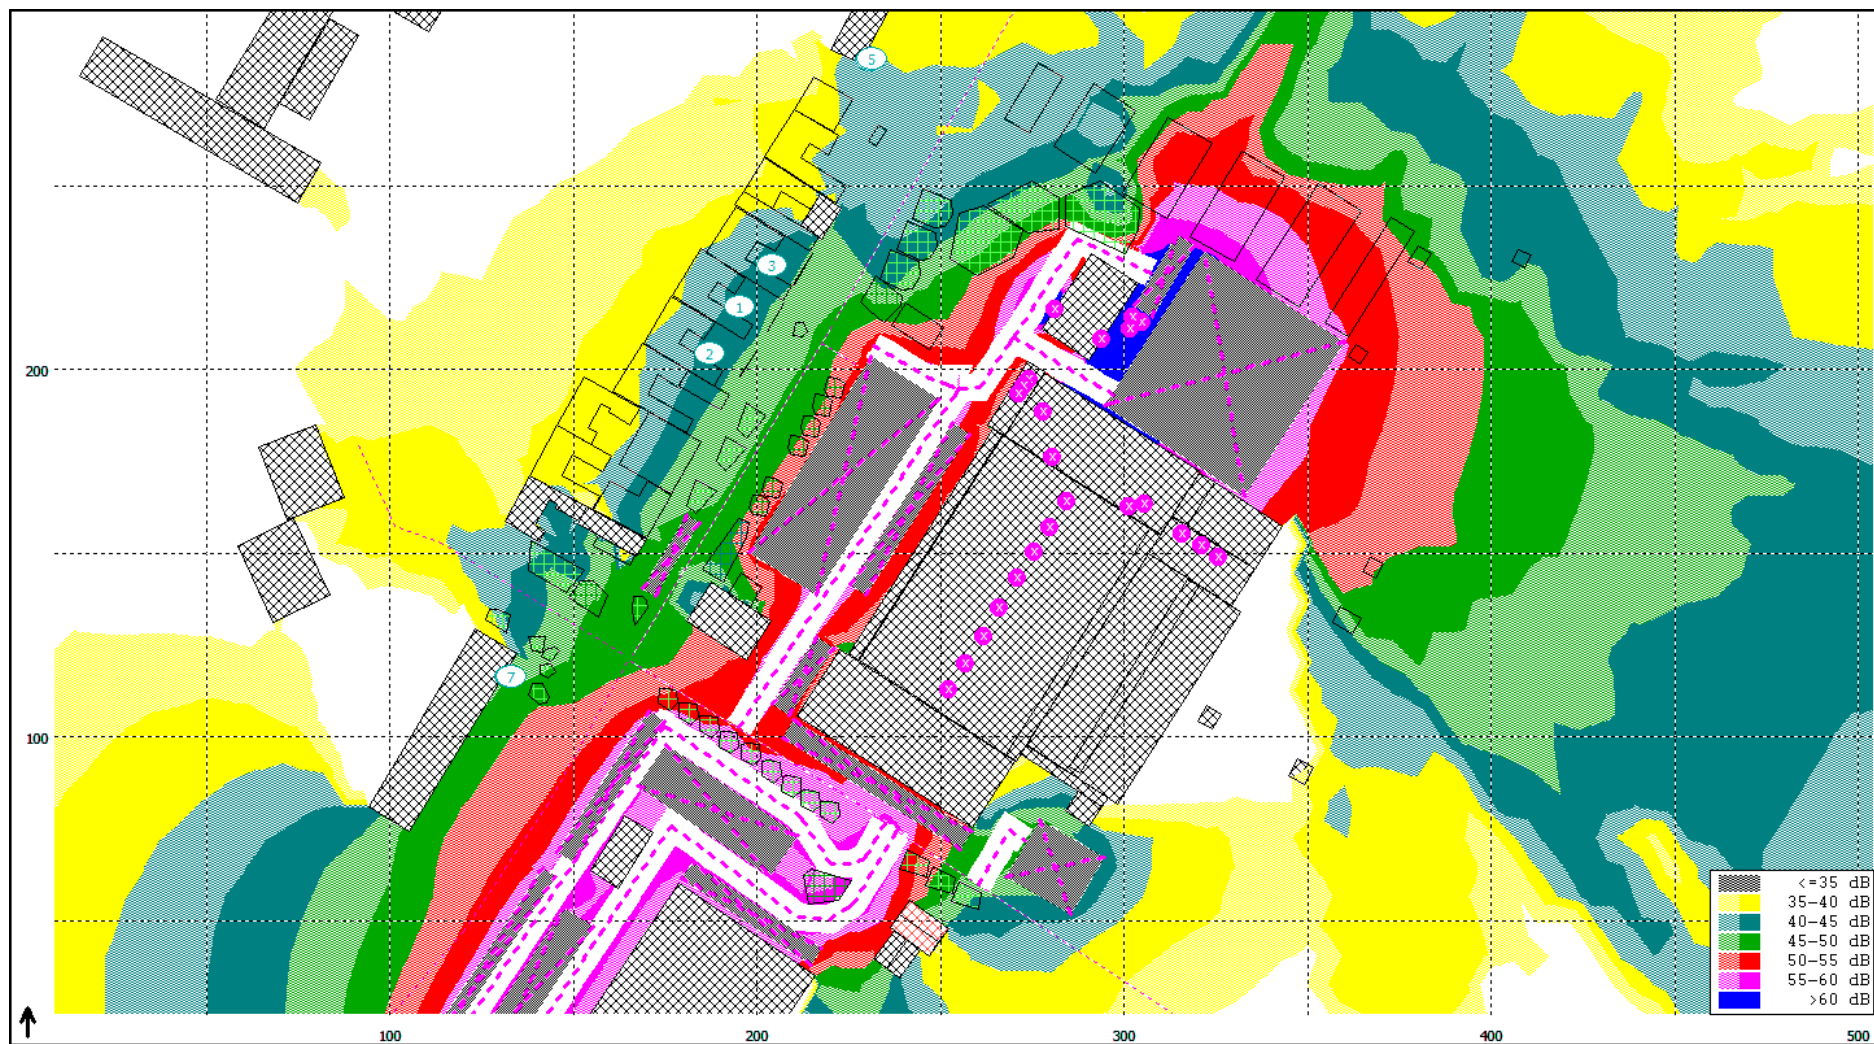 5
3
1
2
200
7
100
x x x x x x x x x x x x x x x x x x x x x x x
<=35 dB
35-40 dB
40-45 dB
45-50 dB
50-55 dB
55-60 dB
>60 dB
100 200 300 400 500